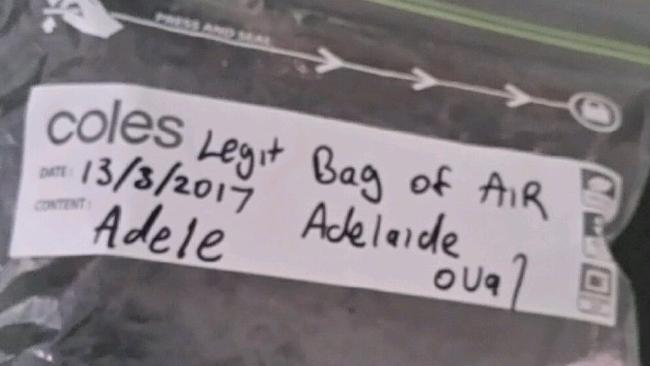 PRESS AND SEAL
coles Legit Bag of AIR
DATE: 13/3/2017
CONTENT: Adele Adelaide
oval